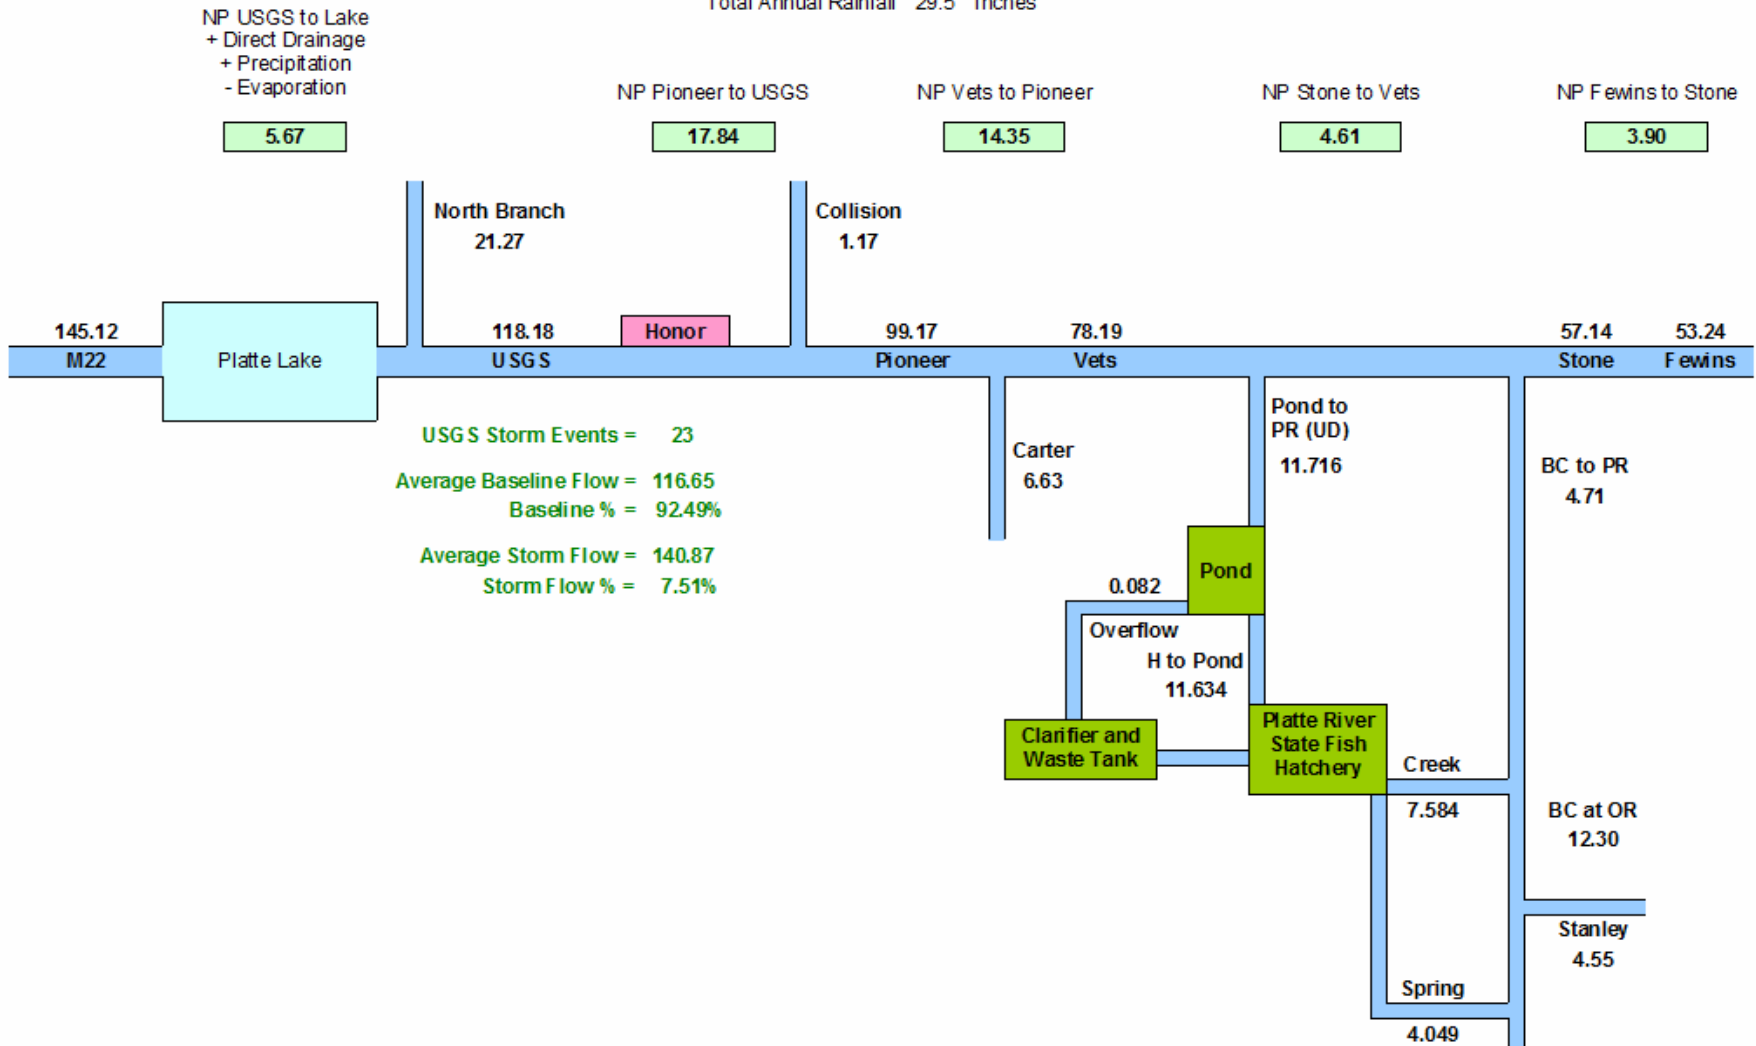 Total Annual Rainfall 29.5 Inches
NP USGS to Lake
+ Direct Drainage
+ Precipitation
- Evaporation
5.67
NP Pioneer to USGS
17.84
NP Vets to Pioneer
14.35
NP Stone to Vets
4.61
NP Fewins to Stone
3.90
North Branch
21.27
Collision
1.17
145.12
M22
Platte Lake
118.18
USGS
Honor
99.17
Pioneer
78.19
Vets
57.14
Stone
53.24
Fewins
USGS Storm Events = 23
Average Baseline Flow = 116.65
Baseline % = 92.49%
Average Storm Flow = 140.87
Storm Flow % = 7.51%
Carter
6.63
Pond to
PR (UD)
11.716
BC to PR
4.71
Pond
0.082
Overflow
H to Pond
11.634
Clarifier and
Waste Tank
Platte River
State Fish
Hatchery
Creek
7.584
BC at OR
12.30
Stanley
4.55
Spring
4.049